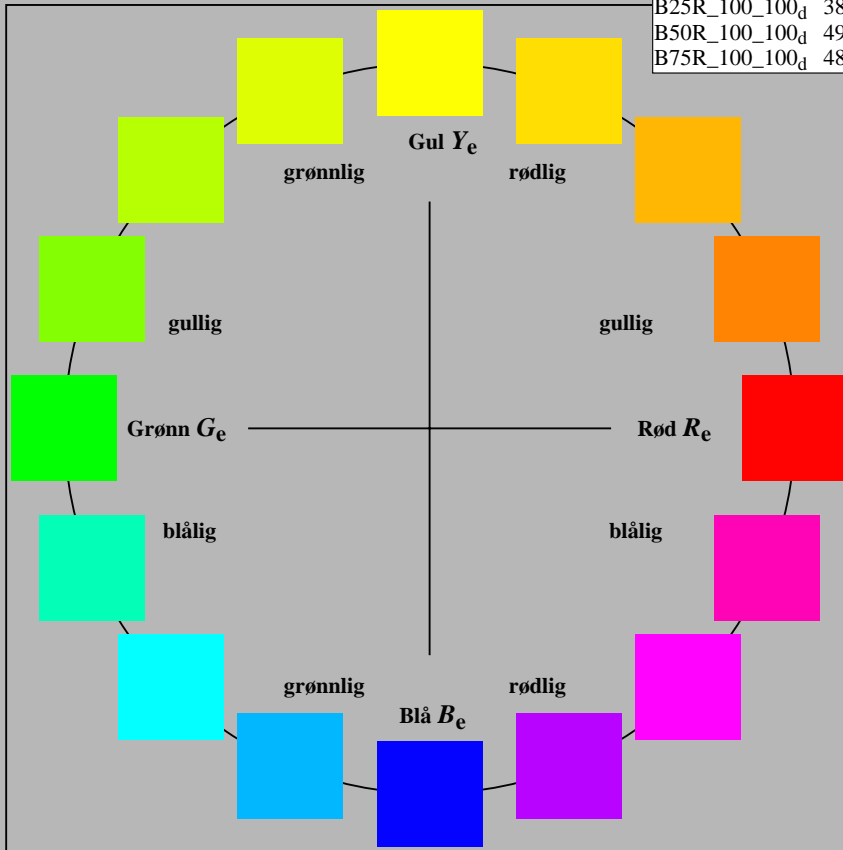 B25R_100_100d 38
B50R_100_100d 49
B75R_100_100d 48
Gul Ye
grønnlig rødlig
gullig gullig
Grønn Ge Rød Re
blålig blålig
grønnlig rødlig
Blå Be